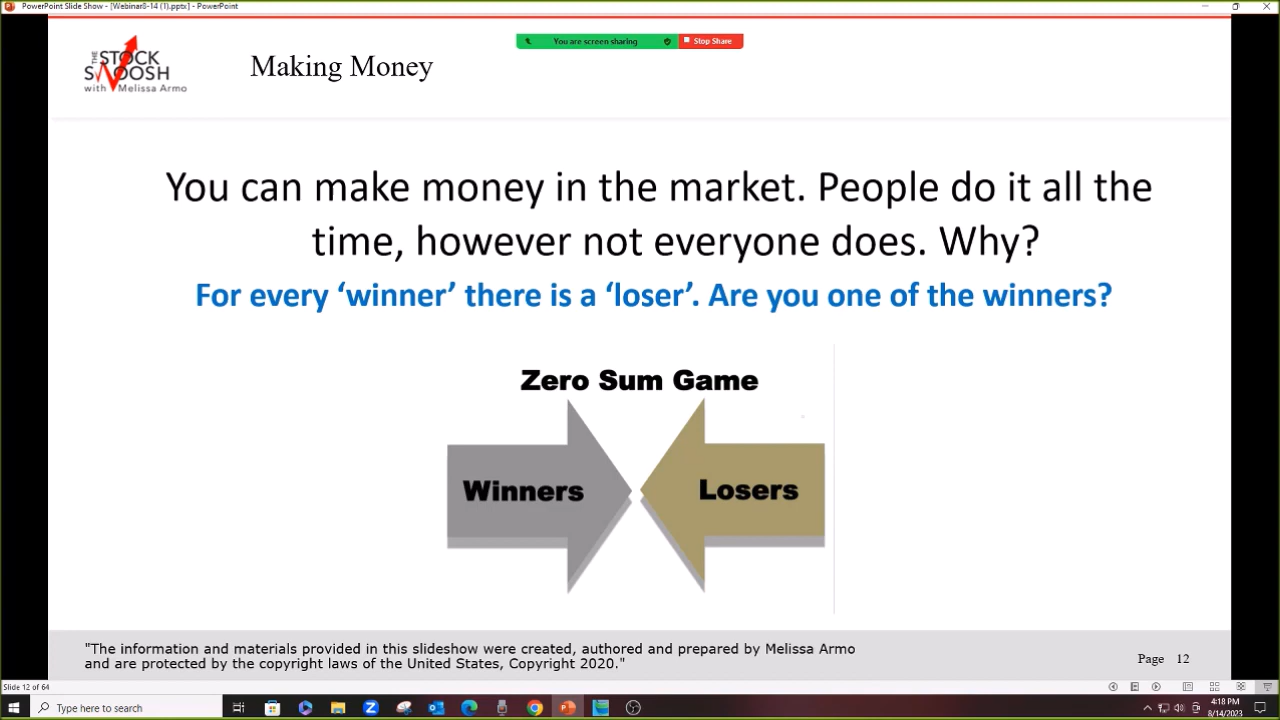 PowerPoint Slide Show - [Webinar8-14 (1).pptx] - PowerPoint
You are screen sharing
Stop Share
THE
STOCK
SWOOSH
with Melissa Armo
Making Money
You can make money in the market. People do it all the
time, however not everyone does. Why?
For every ‘winner’ there is a ‘loser’. Are you one of the winners?
Zero Sum Game
Winners
Losers
"The information and materials provided in this slideshow were created, authored and prepared by Melissa Armo
and are protected by the copyright laws of the United States, Copyright 2020."
Page 12
Slide 12 of 64
Type here to search
4:18 PM
8/14/2023